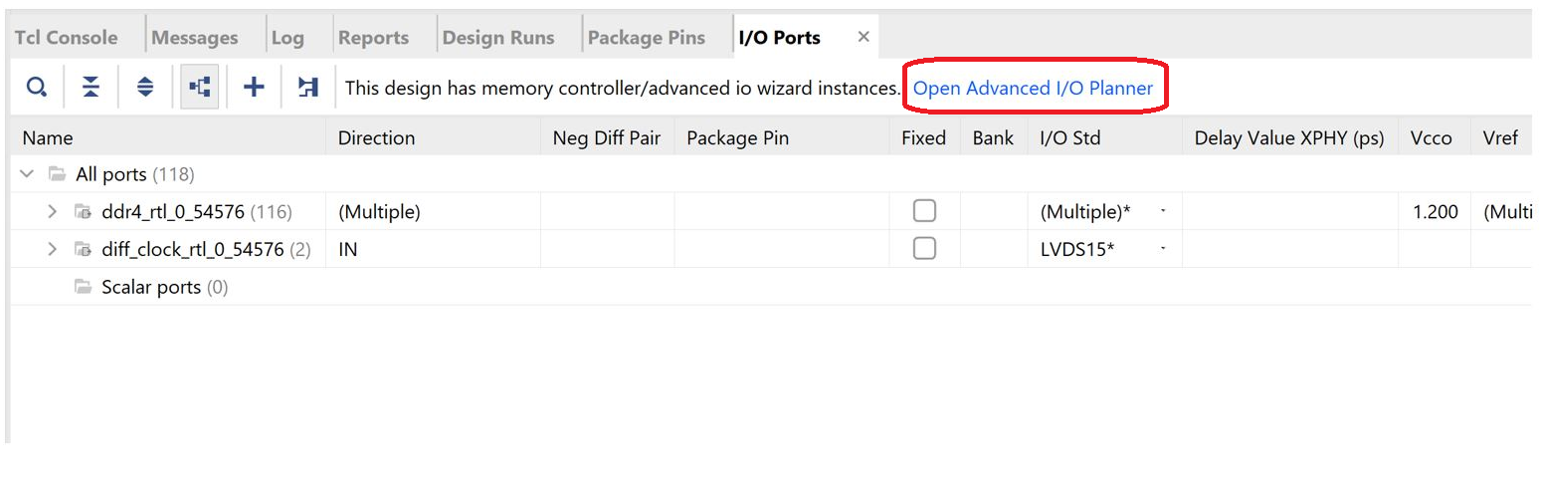 Tcl Console Messages Log Reports Design Runs Package Pins I/O Ports ×
This design has memory controller/advanced io wizard instances. Open Advanced I/O Planner
Name Direction Neg Diff Pair Package Pin Fixed Bank I/O Std Delay Value XPHY (ps) Vcco Vref
All ports (118)
ddr4_rtl_0_54576 (116) (Multiple) (Multiple)* 1.200 (Multi
diff_clock_rtl_0_54576 (2) IN LVDS15*
Scalar ports (0)